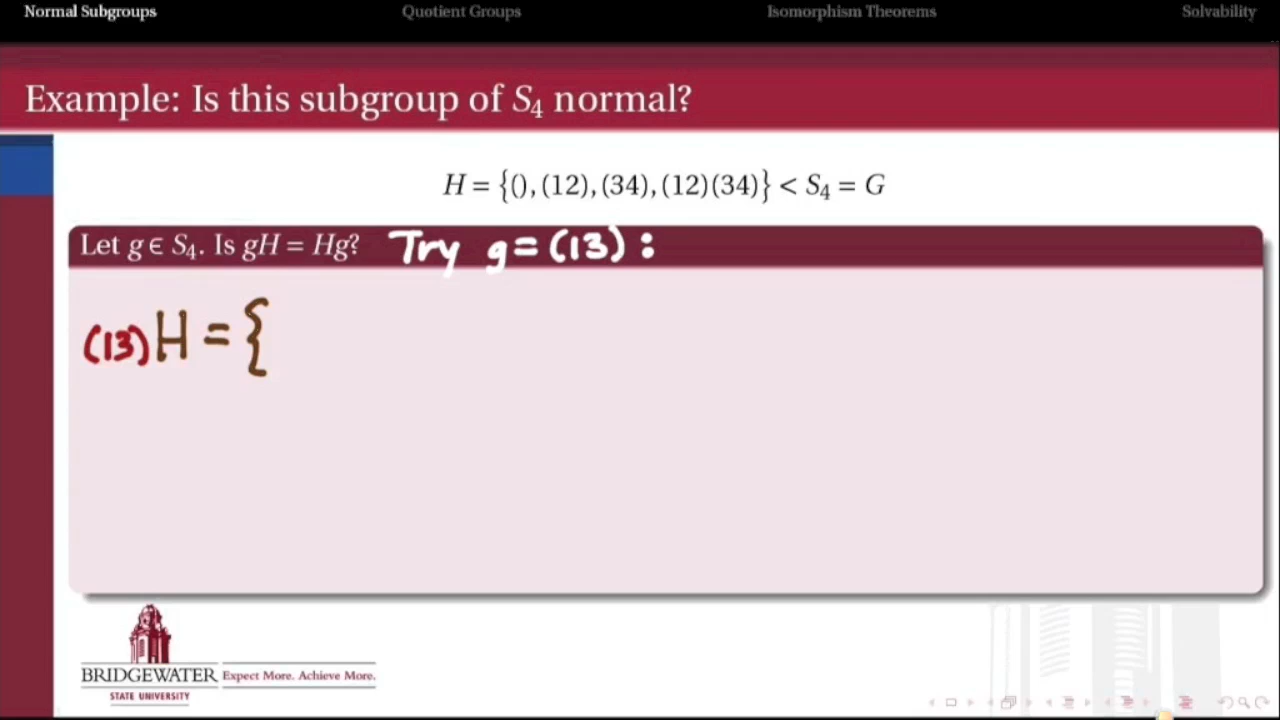 Normal Subgroups Quotient Groups Isomorphism Theorems Solvability
Example: Is this subgroup of S₄ normal?
H = {(), (12), (34), (12)(34)} < S₄ = G
Let g ∈ S₄. Is gH = Hg? Try g = (13) :
(13) H = {
BRIDGEWATER Expect More. Achieve More.
STATE UNIVERSITY